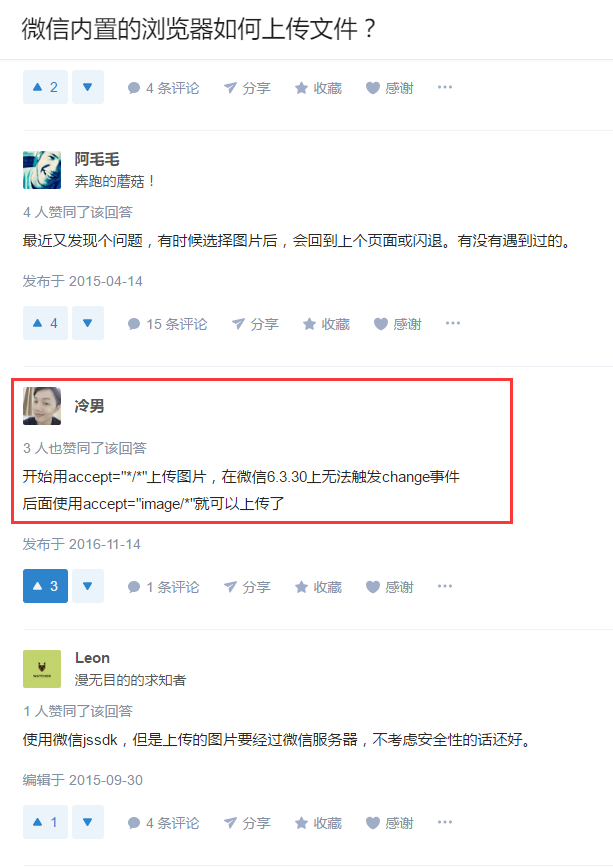 微信内置的浏览器如何上传文件？
2 4 条评论 分享 收藏 感谢 ···
阿毛毛
奔跑的蘑菇！
4 人赞同了该回答
最近又发现个问题，有时候选择图片后，会回到上个页面或闪退。有没有遇到过的。
发布于 2015-04-14
4 15 条评论 分享 收藏 感谢 ···
冷男
3 人也赞同了该回答
开始用accept="*/*"上传图片，在微信6.3.30上无法触发change事件
后面使用accept="image/*"就可以上传了
发布于 2016-11-14
3 1 条评论 分享 收藏 感谢 ···
Leon
漫无目的的求知者
1 人赞同了该回答
使用微信jssdk，但是上传的图片要经过微信服务器，不考虑安全性的话还好。
编辑于 2015-09-30
1 4 条评论 分享 收藏 感谢 ···